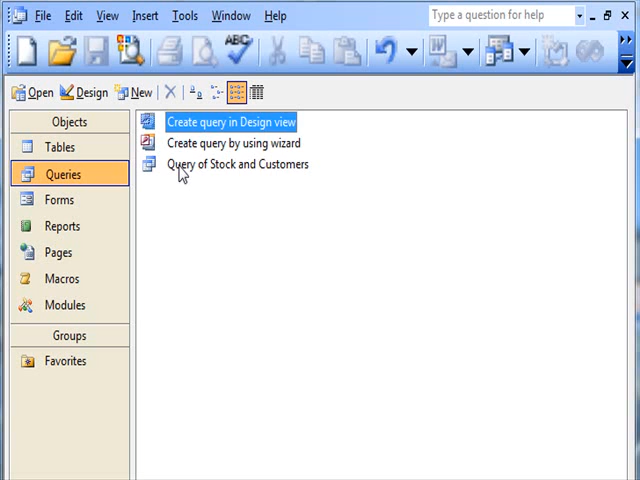 File Edit View Insert Tools Window Help Type a question for help
ABC
Open Design New
Objects
Tables
Queries
Forms
Reports
Pages
Macros
Modules
Groups
Favorites
Create query in Design view
Create query by using wizard
Query of Stock and Customers